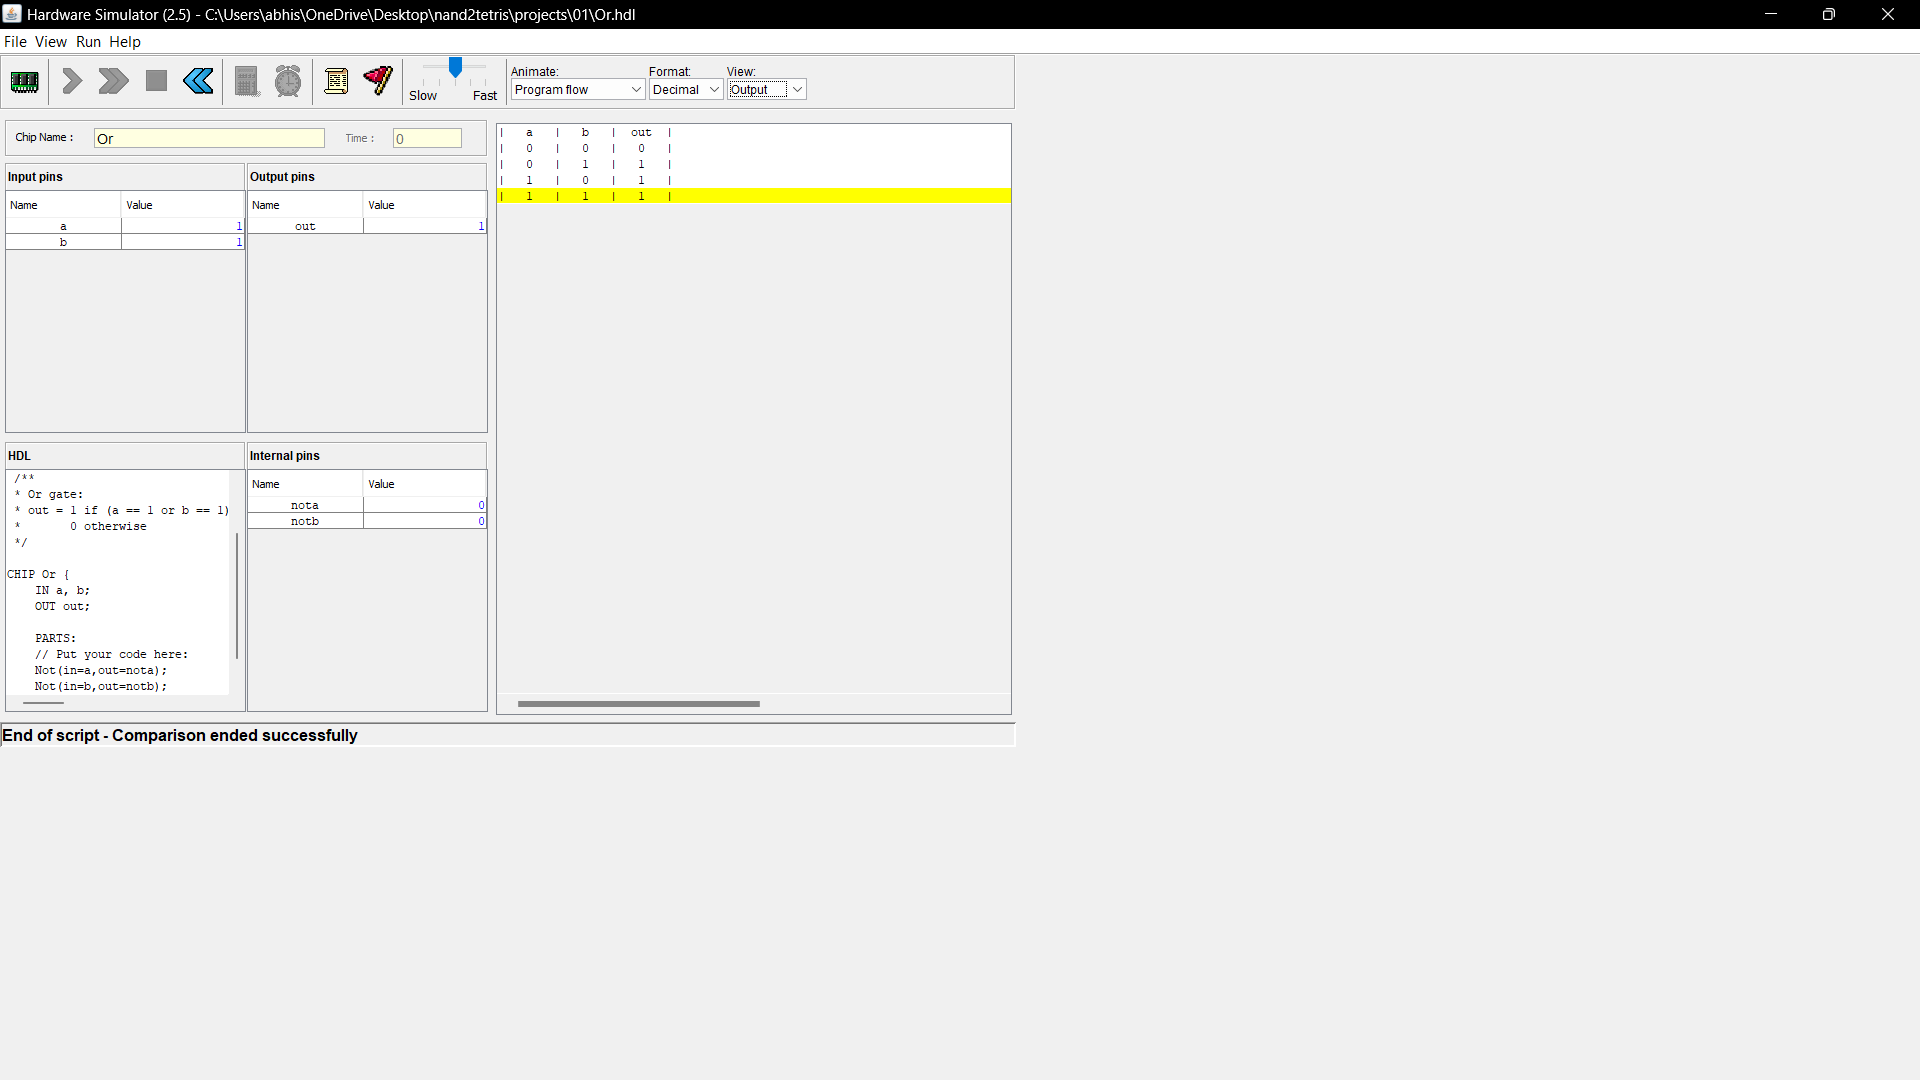 Hardware Simulator (2.5) - C:\Users\abhis\OneDrive\Desktop\nand2tetris\projects\01\Or.hdl
File View Run Help
Slow Fast
Animate: Format: View:
Program flow Decimal Output
Chip Name : Or Time : 0
Input pins
Name Value
a 1
b 1
Output pins
Name Value
out 1
HDL
/**
* Or gate:
* out = 1 if (a == 1 or b == 1)
* 0 otherwise
*/
CHIP Or {
IN a, b;
OUT out;
PARTS:
// Put your code here:
Not(in=a,out=nota);
Not(in=b,out=notb);
Internal pins
Name Value
nota 0
notb 0
| a | b | out |
| 0 | 0 | 0 |
| 0 | 1 | 1 |
| 1 | 0 | 1 |
| 1 | 1 | 1 |
End of script - Comparison ended successfully